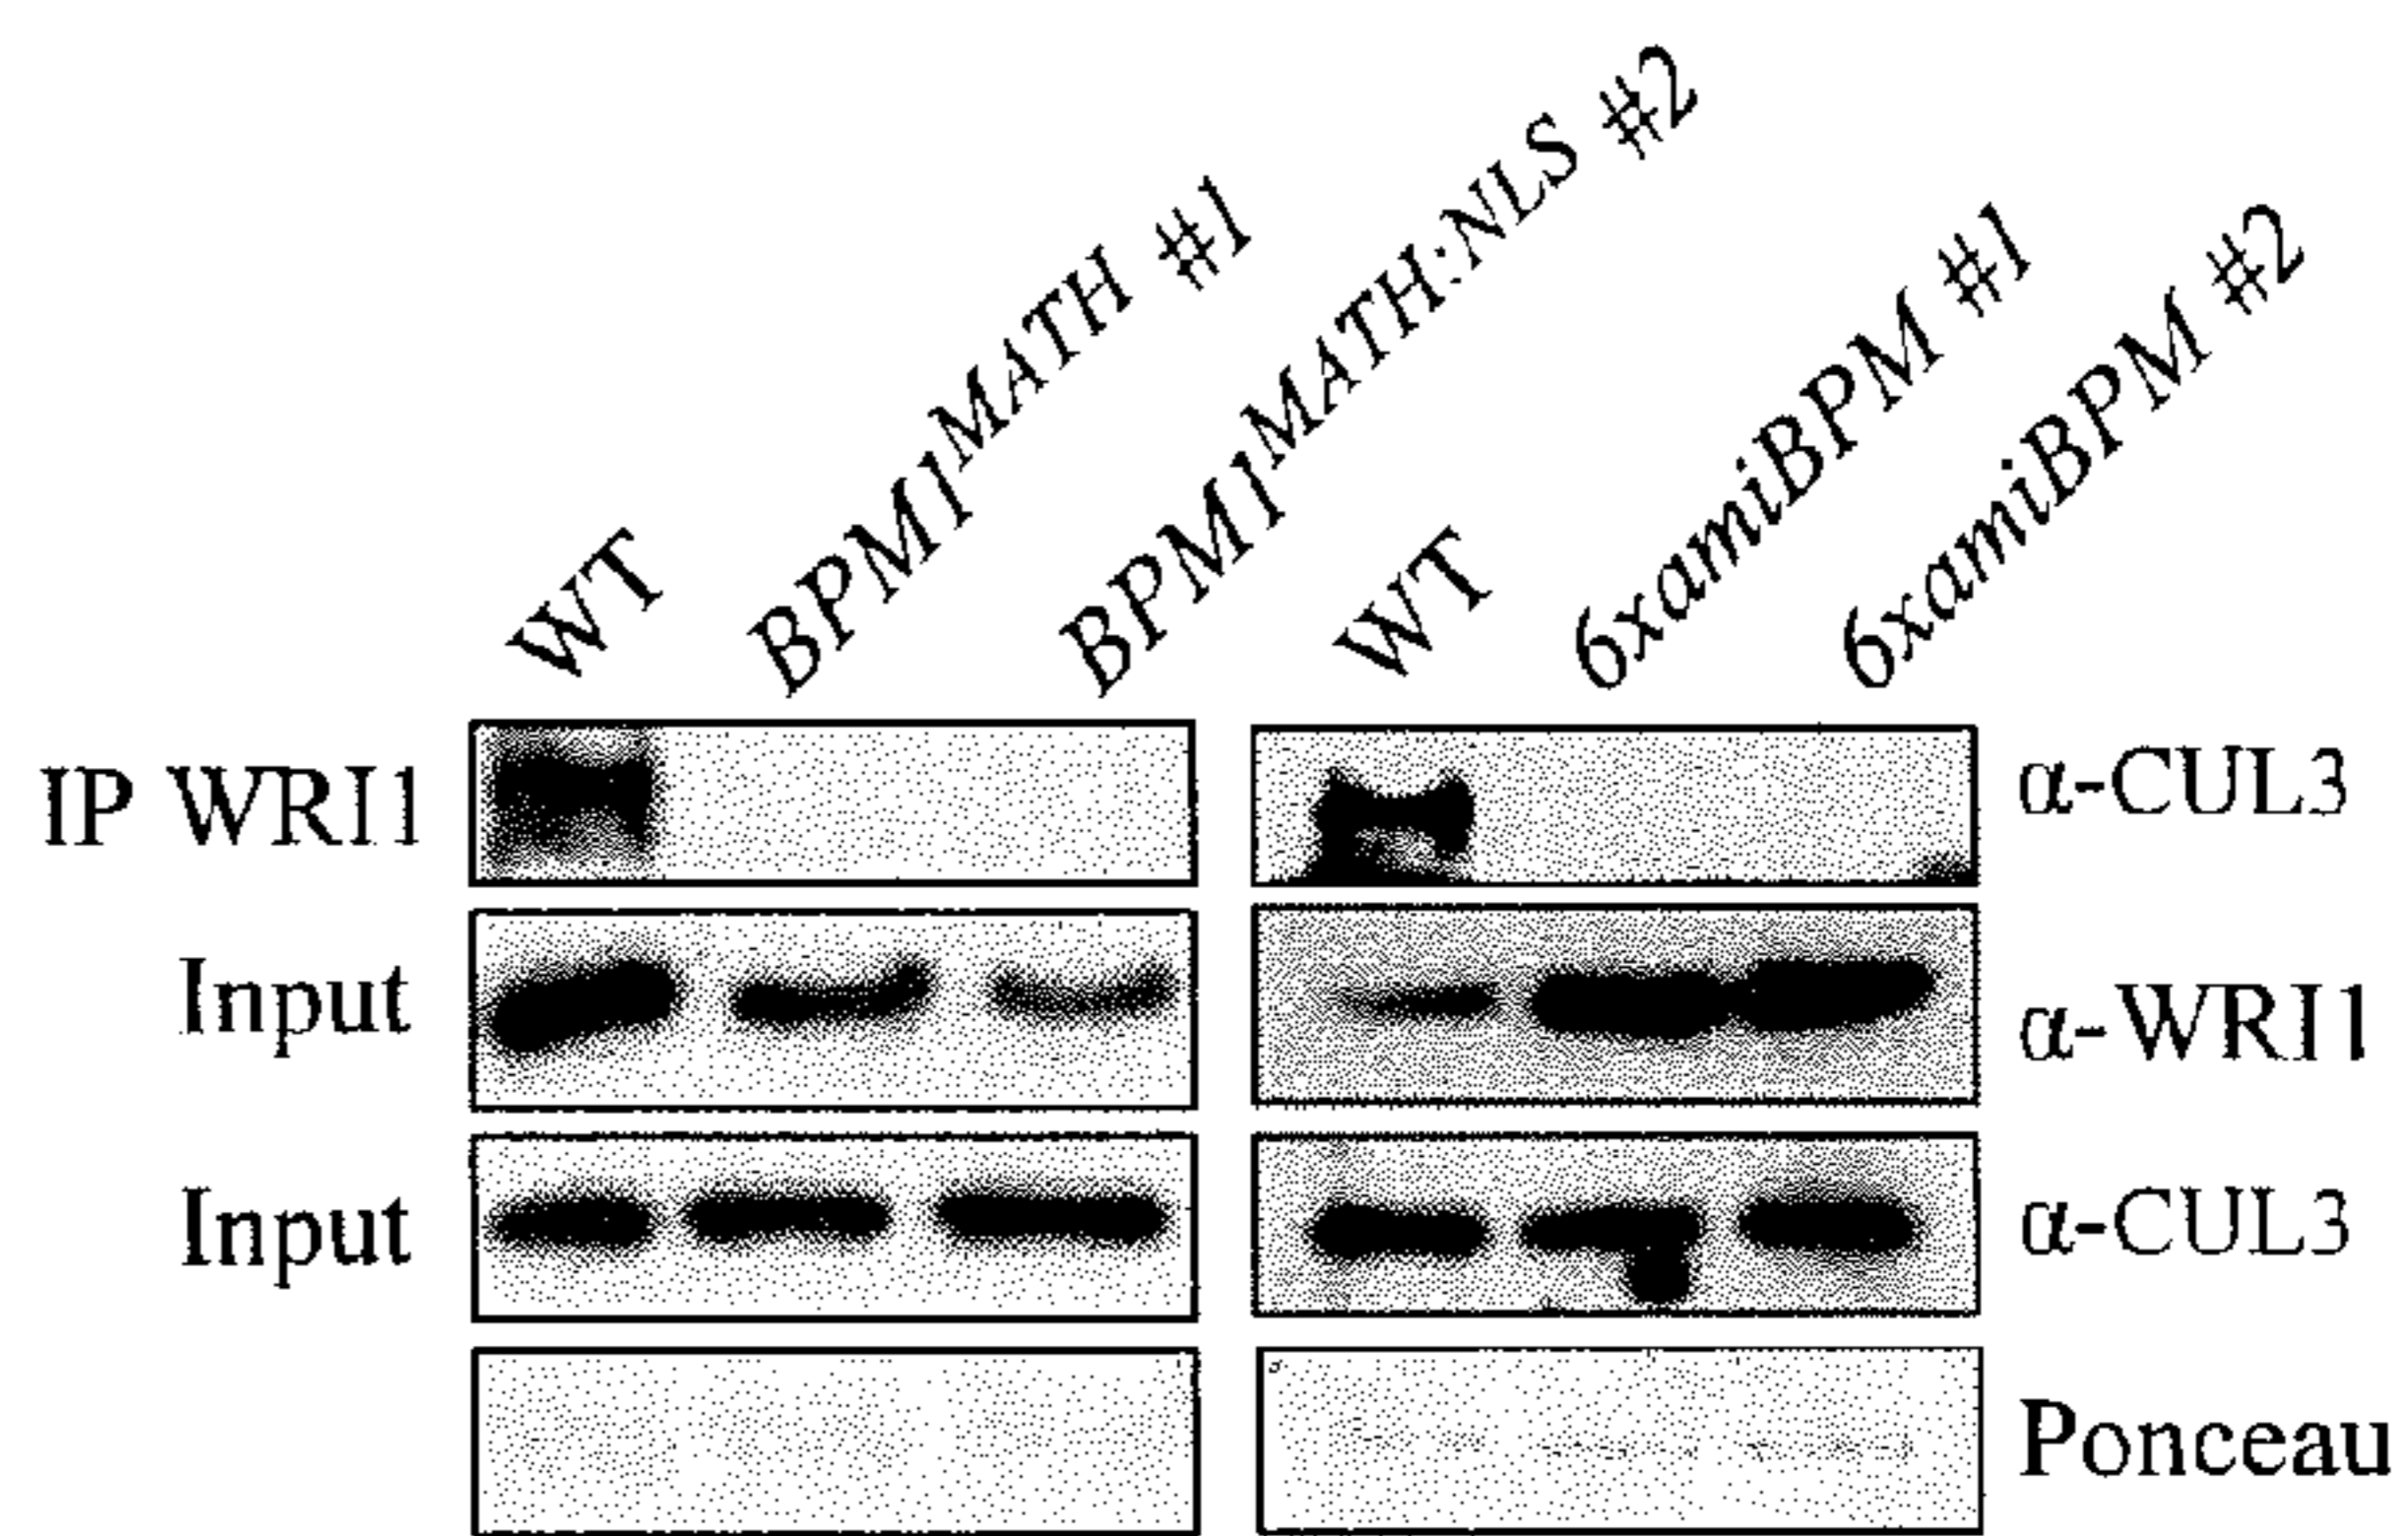 WT
BPM1MATH #1
BPM1MATH:NLS #2
WT
6xamiBPM #1
6xamiBPM #2
IP WRI1
α-CUL3
Input
α-WRI1
Input
α-CUL3
Ponceau